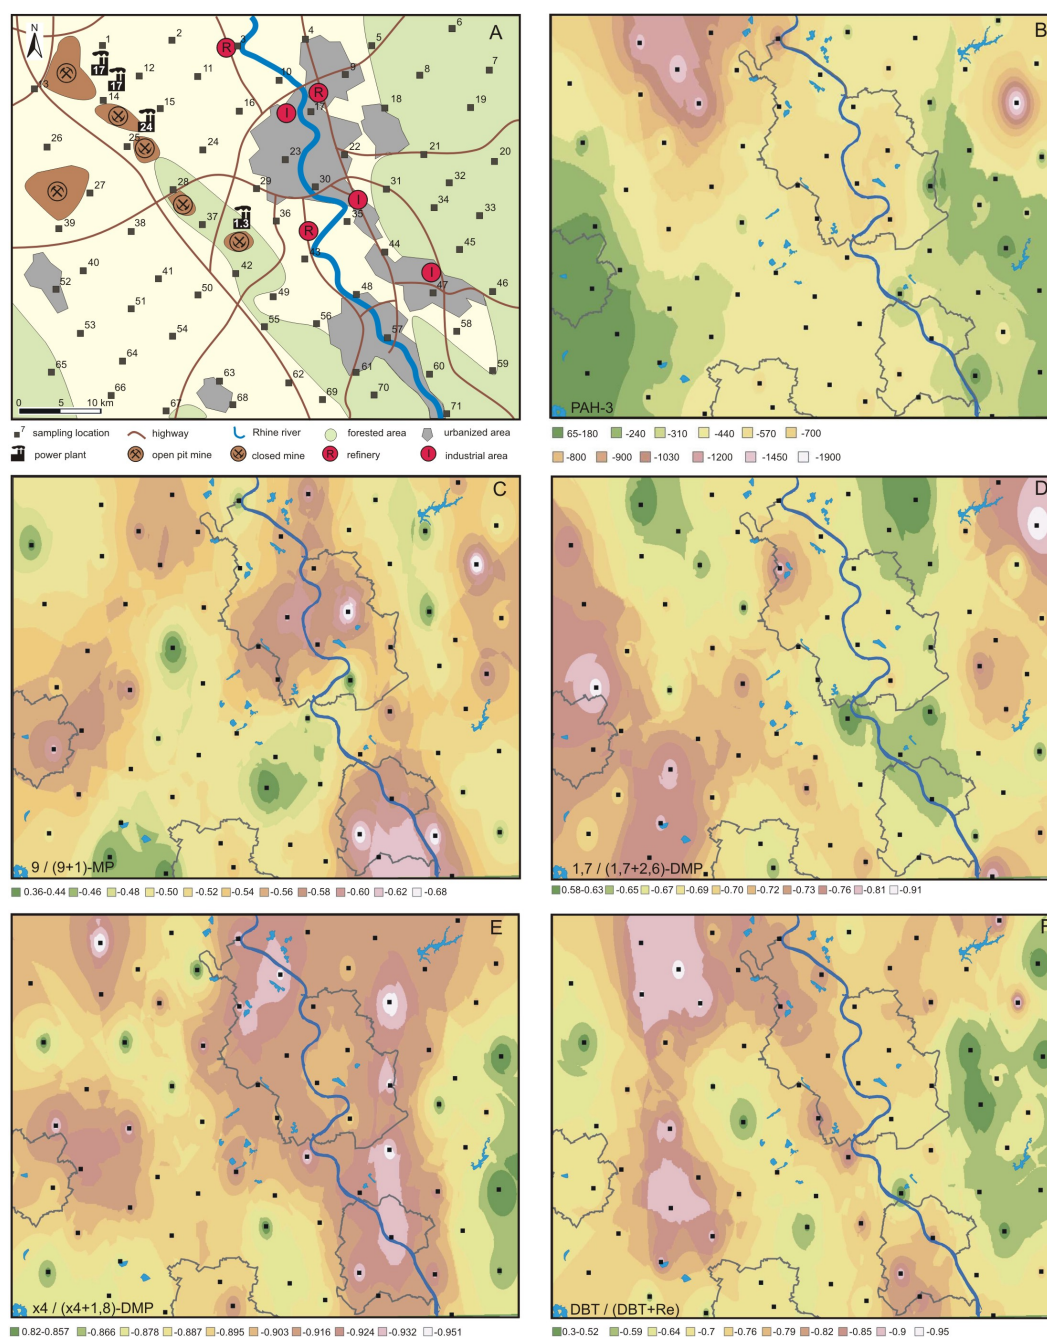 A
N
1
2
3
4
5
6
7
8
9
10
11
12
13
14
15
16
17
18
19
20
21
22
23
24
25
26
27
28
29
30
31
32
33
34
35
36
37
38
39
40
41
42
43
44
45
46
47
48
49
50
51
52
53
54
55
56
57
58
59
60
61
62
63
64
65
66
67
68
69
70
71
17
17
24
1.3
R
R
R
I
I
I
0 5 10 km
7 sampling location highway Rhine river forested area urbanized area
power plant open pit mine closed mine R refinery I industrial area
B
PAH-3
65-180 -240 -310 -440 -570 -700
-800 -900 -1030 -1200 -1450 -1900
C
9 / (9+1)-MP
0.36-0.44 -0.46 -0.48 -0.50 -0.52 -0.54 -0.56 -0.58 -0.60 -0.62 -0.68
D
1,7 / (1,7+2,6)-DMP
0.58-0.63 -0.65 -0.67 -0.69 -0.70 -0.72 -0.73 -0.76 -0.81 -0.91
E
x4 / (x4+1,8)-DMP
0.82-0.857 -0.866 -0.878 -0.887 -0.895 -0.903 -0.916 -0.924 -0.932 -0.951
F
DBT / (DBT+Re)
0.3-0.52 -0.59 -0.64 -0.7 -0.76 -0.79 -0.82 -0.85 -0.9 -0.95